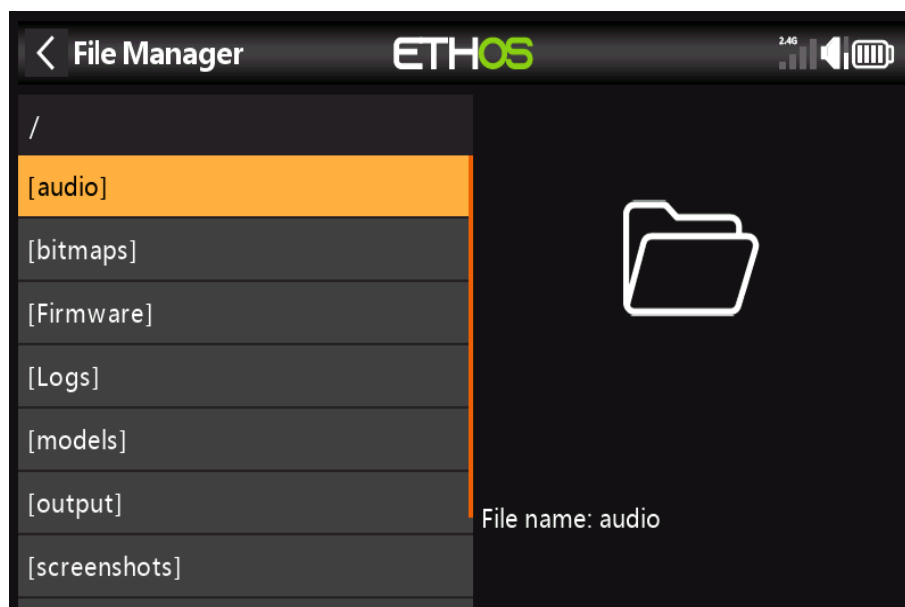 File Manager
ETHOS
2.4G
/
[audio]
[bitmaps]
[Firmware]
[Logs]
[models]
[output]
[screenshots]
File name: audio